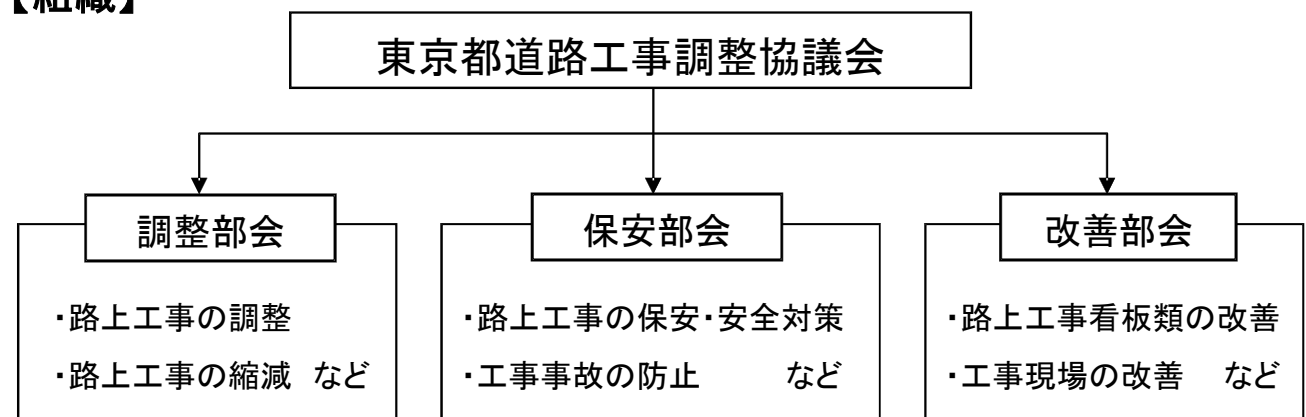 【組織】
東京都道路工事調整協議会
調整部会
・路上工事の調整
・路上工事の縮減 など
保安部会
・路上工事の保安・安全対策
・工事事故の防止 など
改善部会
・路上工事看板類の改善
・工事現場の改善 など